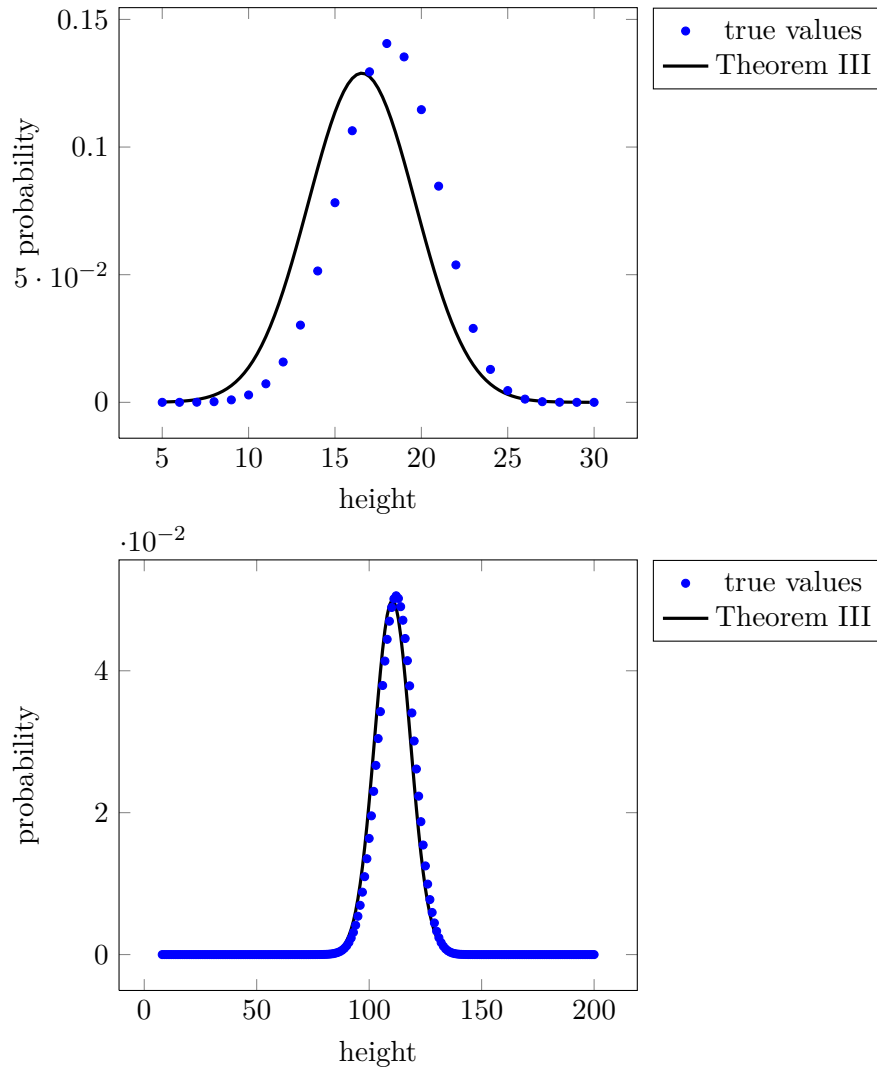 0.15
0.1
5 · 10−2
0
probability
5 10 15 20 25 30
height
true values
Theorem III
·10−2
4
2
0
probability
0 50 100 150 200
height
true values
Theorem III